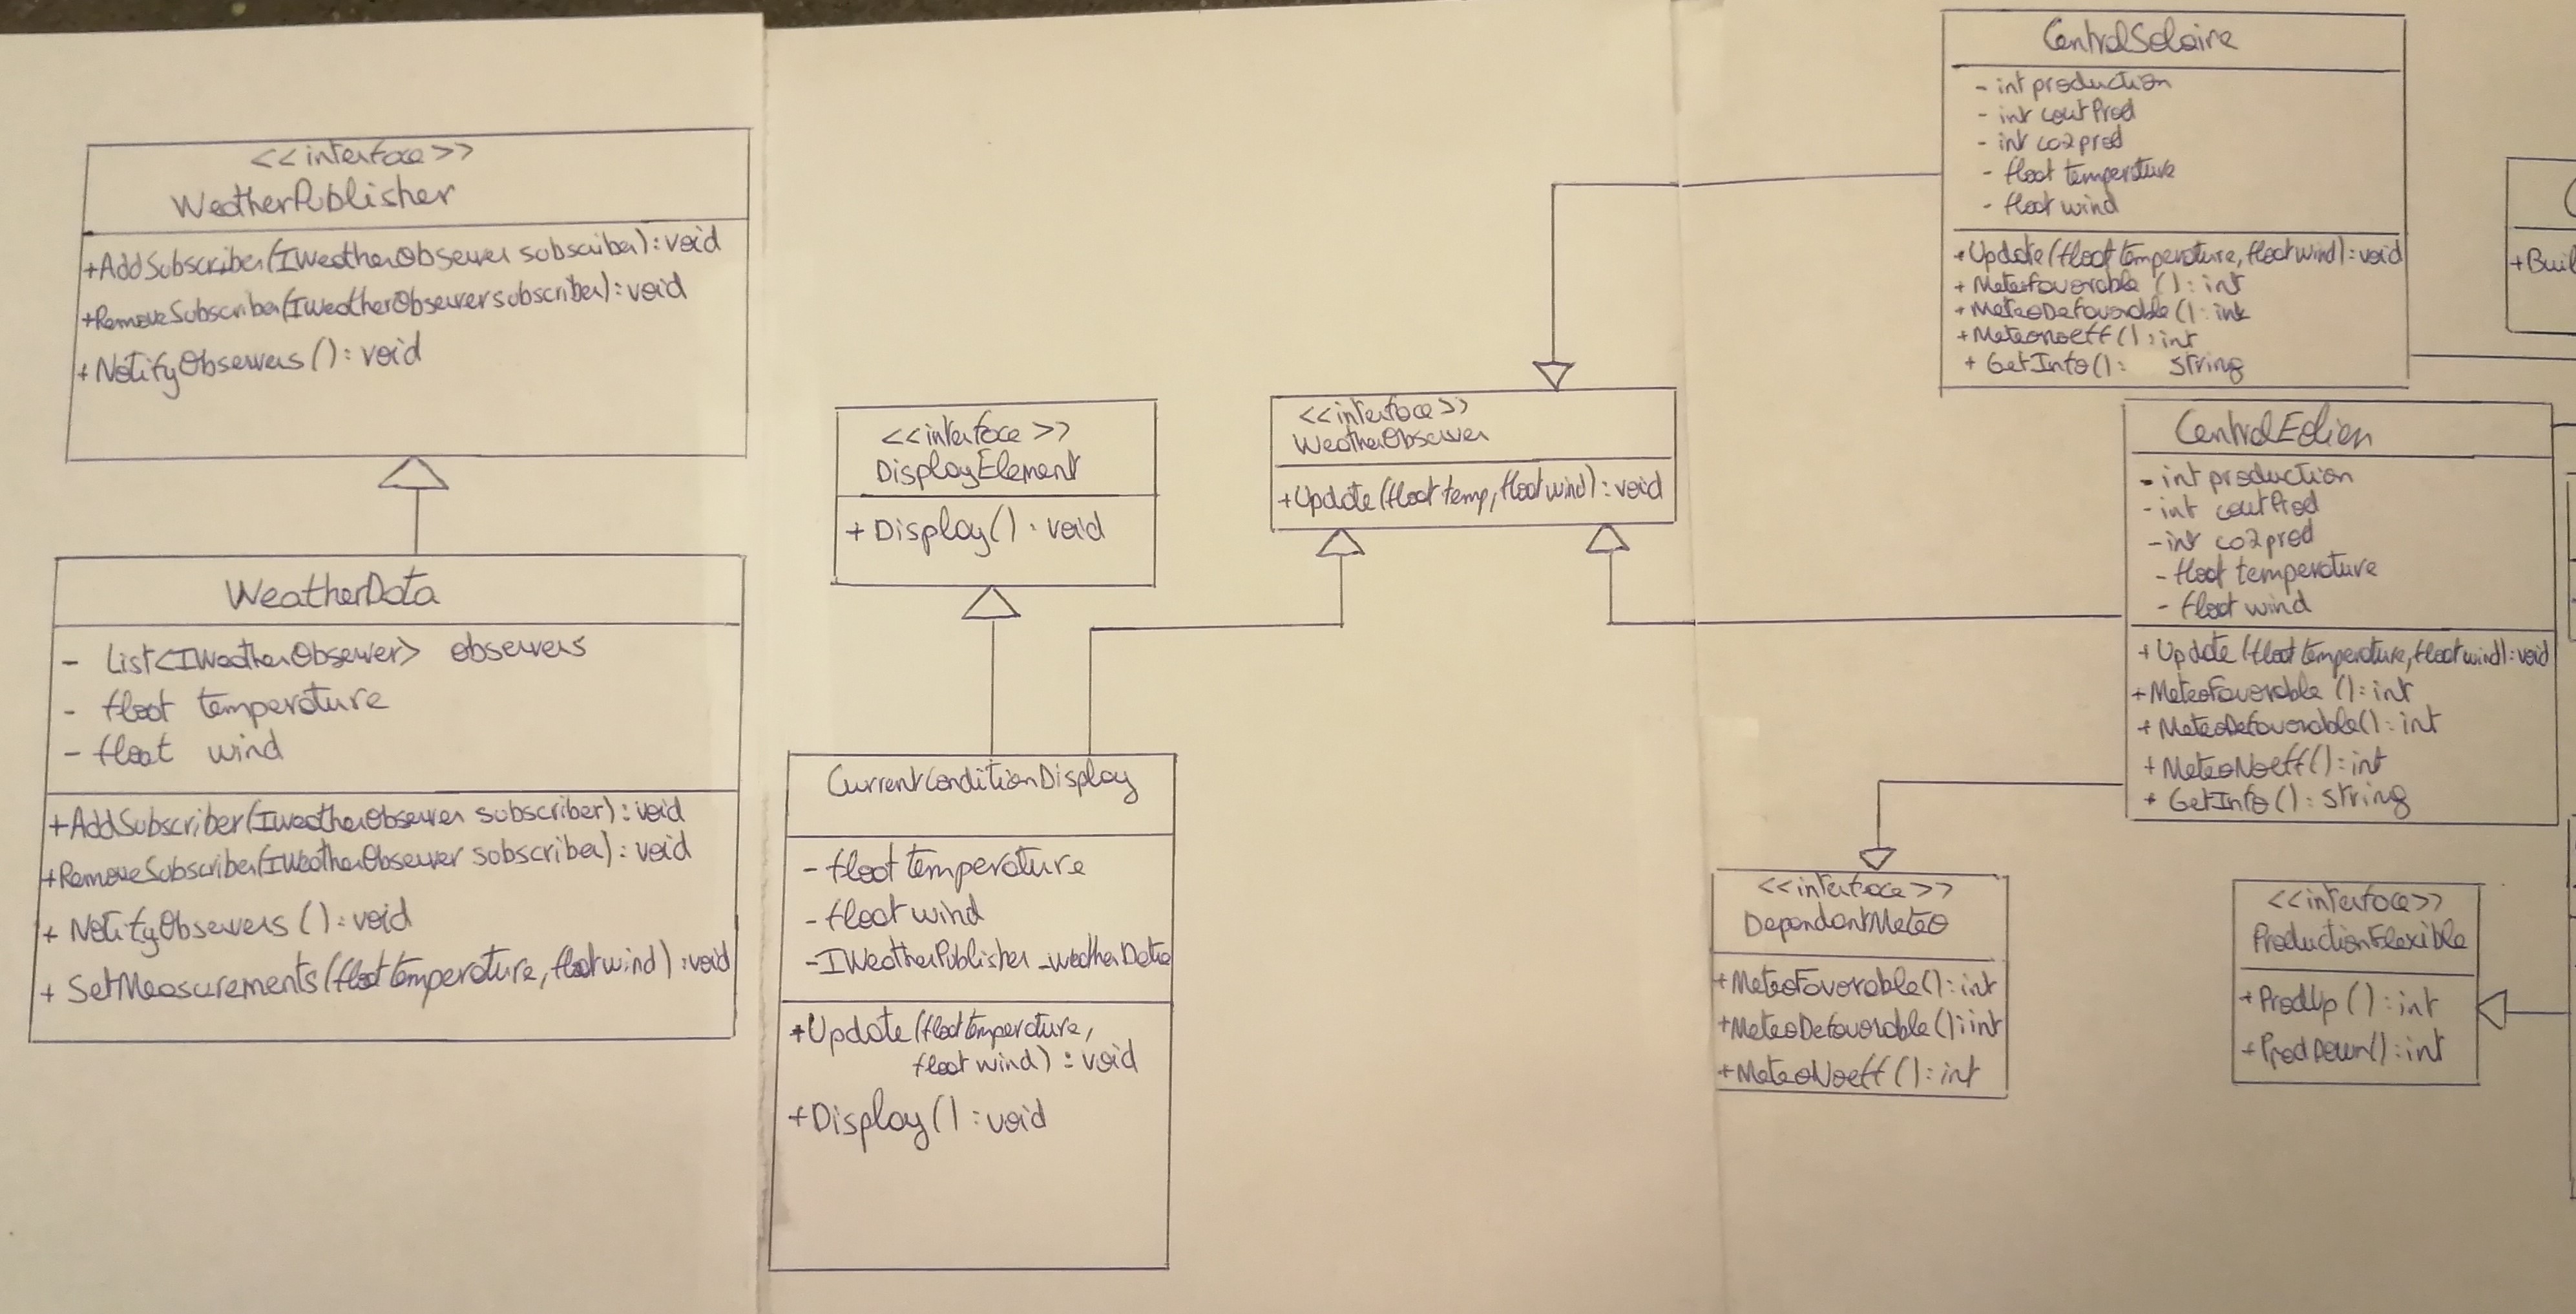 <<interface>>
WeatherPublisher
+AddSubscriber(IWeatherObserver subscriber): void
+RemoveSubscriber(IWeatherObserver subscriber): void
+NotifyObservers(): void
WeatherData
- List<IWeatherObserver> observers
- float temperature
- float wind
+AddSubscriber(IWeatherObserver subscriber): void
+RemoveSubscriber(IWeatherObserver subscriber): void
+ NotifyObservers(): void
+ SetMeasurements(float temperature, float wind): void
<<interface>>
DisplayElement
+ Display(): void
CurrentConditionDisplay
- float temperature
- float wind
- IWeatherPublisher _weatherData
+Update(float temperature,
float wind): void
+Display(): void
<<interface>>
WeatherObserver
+Update(float temp, float wind): void
CentralSolaire
- int production
- int coutProd
- int co2prod
- float temperature
- float wind
+Update(float temperature, float wind): void
+ MeteoFavorable (): int
+ MeteoDefavorable(): int
+ MeteoNoeff(): int
+ GetInfo(): string
CentralEolien
- int production
- int coutProd
- int co2prod
- float temperature
- float wind
+ Update(float temperature, float wind): void
+ MeteoFavorable (): int
+ MeteoDefavorable(): int
+ MeteoNoeff(): int
+ GetInfo(): string
<<interface>>
DependantMeteo
+MeteoFavorable(): int
+MeteoDefavorable(): int
+MeteoNoeff(): int
<<interface>>
ProductionFlexible
+ProdUp(): int
+ProdDown(): int
+Buil